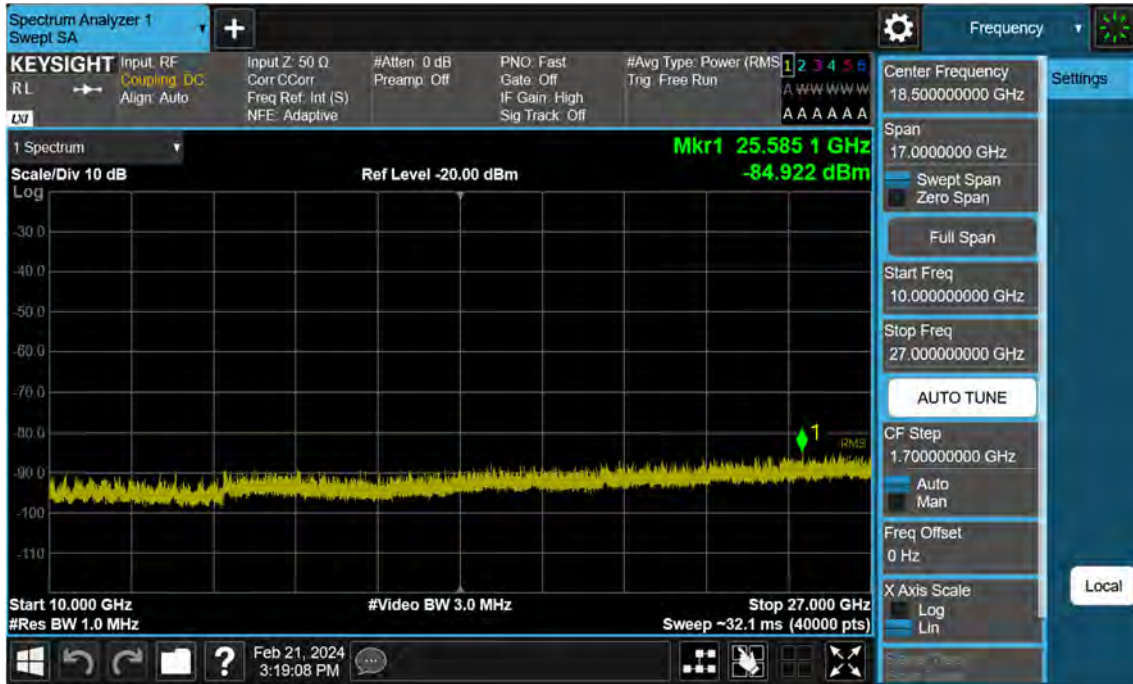 Spectrum Analyzer 1
Swept SA
Frequency
KEYSIGHT
RL
LXI
Input: RF
Coupling: DC
Align: Auto
Input Z: 50 Ω
Corr CCorr
Freq Ref: Int (S)
NFE: Adaptive
#Atten: 0 dB
Preamp: Off
PNO: Fast
Gate: Off
IF Gain: High
Sig Track: Off
#Avg Type: Power (RMS
Trig: Free Run
1 2 3 4 5 6
A W W W W W
A A A A A A
1 Spectrum
Mkr1 25.585 1 GHz
Scale/Div 10 dB
Ref Level -20.00 dBm
-84.922 dBm
Log
-30.0
-40.0
-50.0
-60.0
-70.0
-80.0
-90.0
-100
-110
1
RMS
Start 10.000 GHz
#Video BW 3.0 MHz
Stop 27.000 GHz
#Res BW 1.0 MHz
Sweep ~32.1 ms (40000 pts)
Feb 21, 2024
3:19:08 PM
?
Center Frequency
18.500000000 GHz
Settings
Span
17.0000000 GHz
Swept Span
Zero Span
Full Span
Start Freq
10.000000000 GHz
Stop Freq
27.000000000 GHz
AUTO TUNE
CF Step
1.700000000 GHz
Auto
Man
Freq Offset
0 Hz
X Axis Scale
Log
Lin
Local